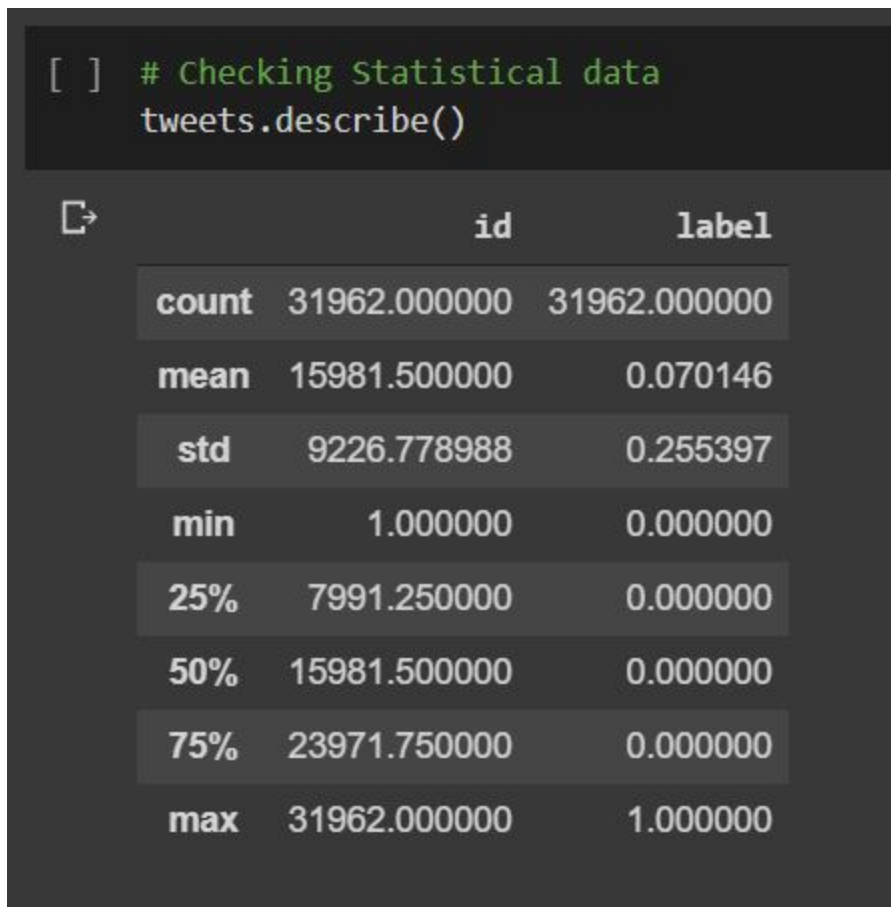 [ ] # Checking Statistical data
tweets.describe()
id label
count 31962.000000 31962.000000
mean 15981.500000 0.070146
std 9226.778988 0.255397
min 1.000000 0.000000
25% 7991.250000 0.000000
50% 15981.500000 0.000000
75% 23971.750000 0.000000
max 31962.000000 1.000000